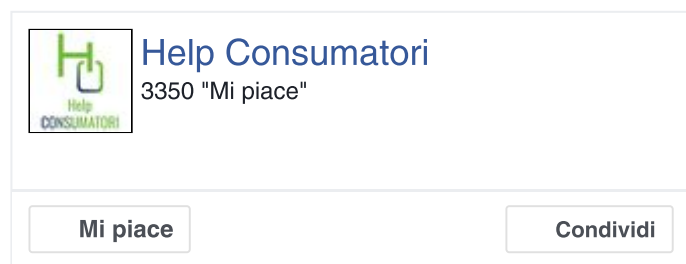 Help Consumatori
3350 "Mi piace"
Help
CONSUMATORI
Mi piace
Condividi